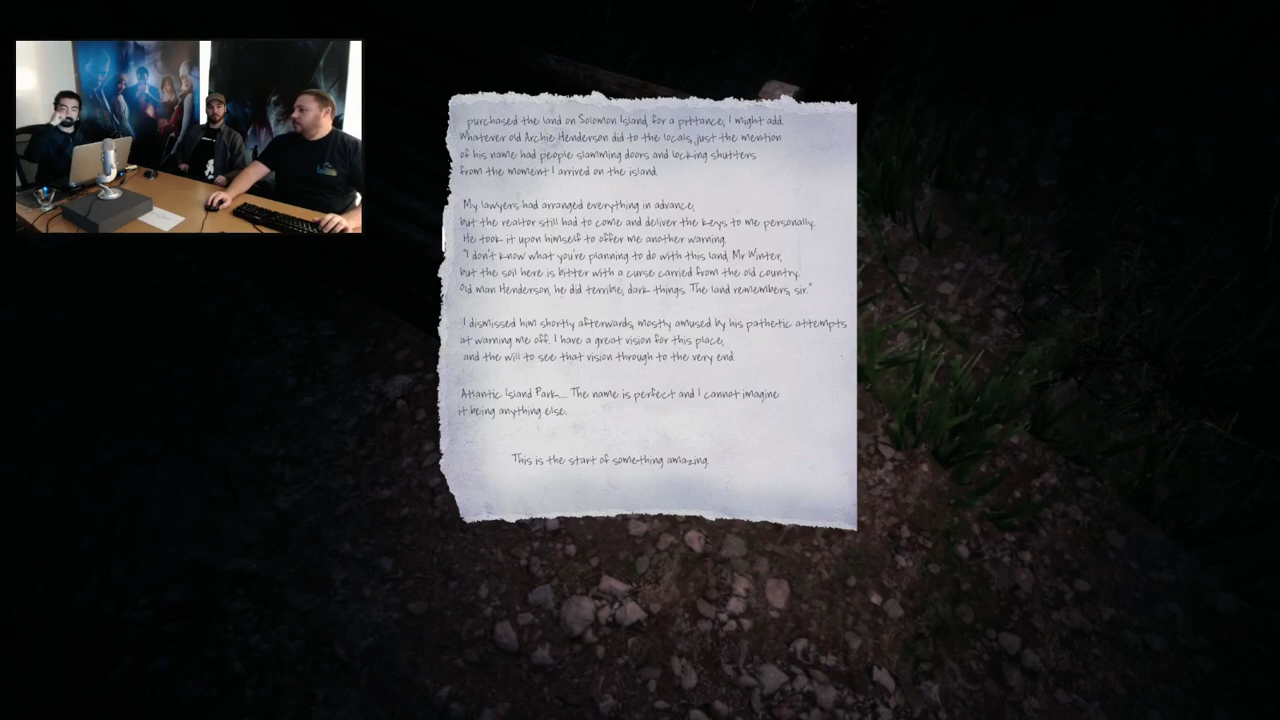 purchased the land on Solomon Island, for a pittance, I might add.
Whatever old Archie Henderson did to the locals, just the mention
of his name had people slamming doors and locking shutters
from the moment I arrived on the island.
My lawyers had arranged everything in advance,
but the realtor still had to come and deliver the keys to me personally.
He took it upon himself to offer me another warning.
"I don't know what you're planning to do with this land, Mr Winter,
but the soil here is bitter with a curse carried from the old country.
Old man Henderson, he did terrible, dark things. The land remembers, sir."
I dismissed him shortly afterwards, mostly amused by his pathetic attempts
at warning me off. I have a great vision for this place,
and the will to see that vision through to the very end.
Atlantic Island Park.... The name is perfect and I cannot imagine
it being anything else.
This is the start of something amazing.